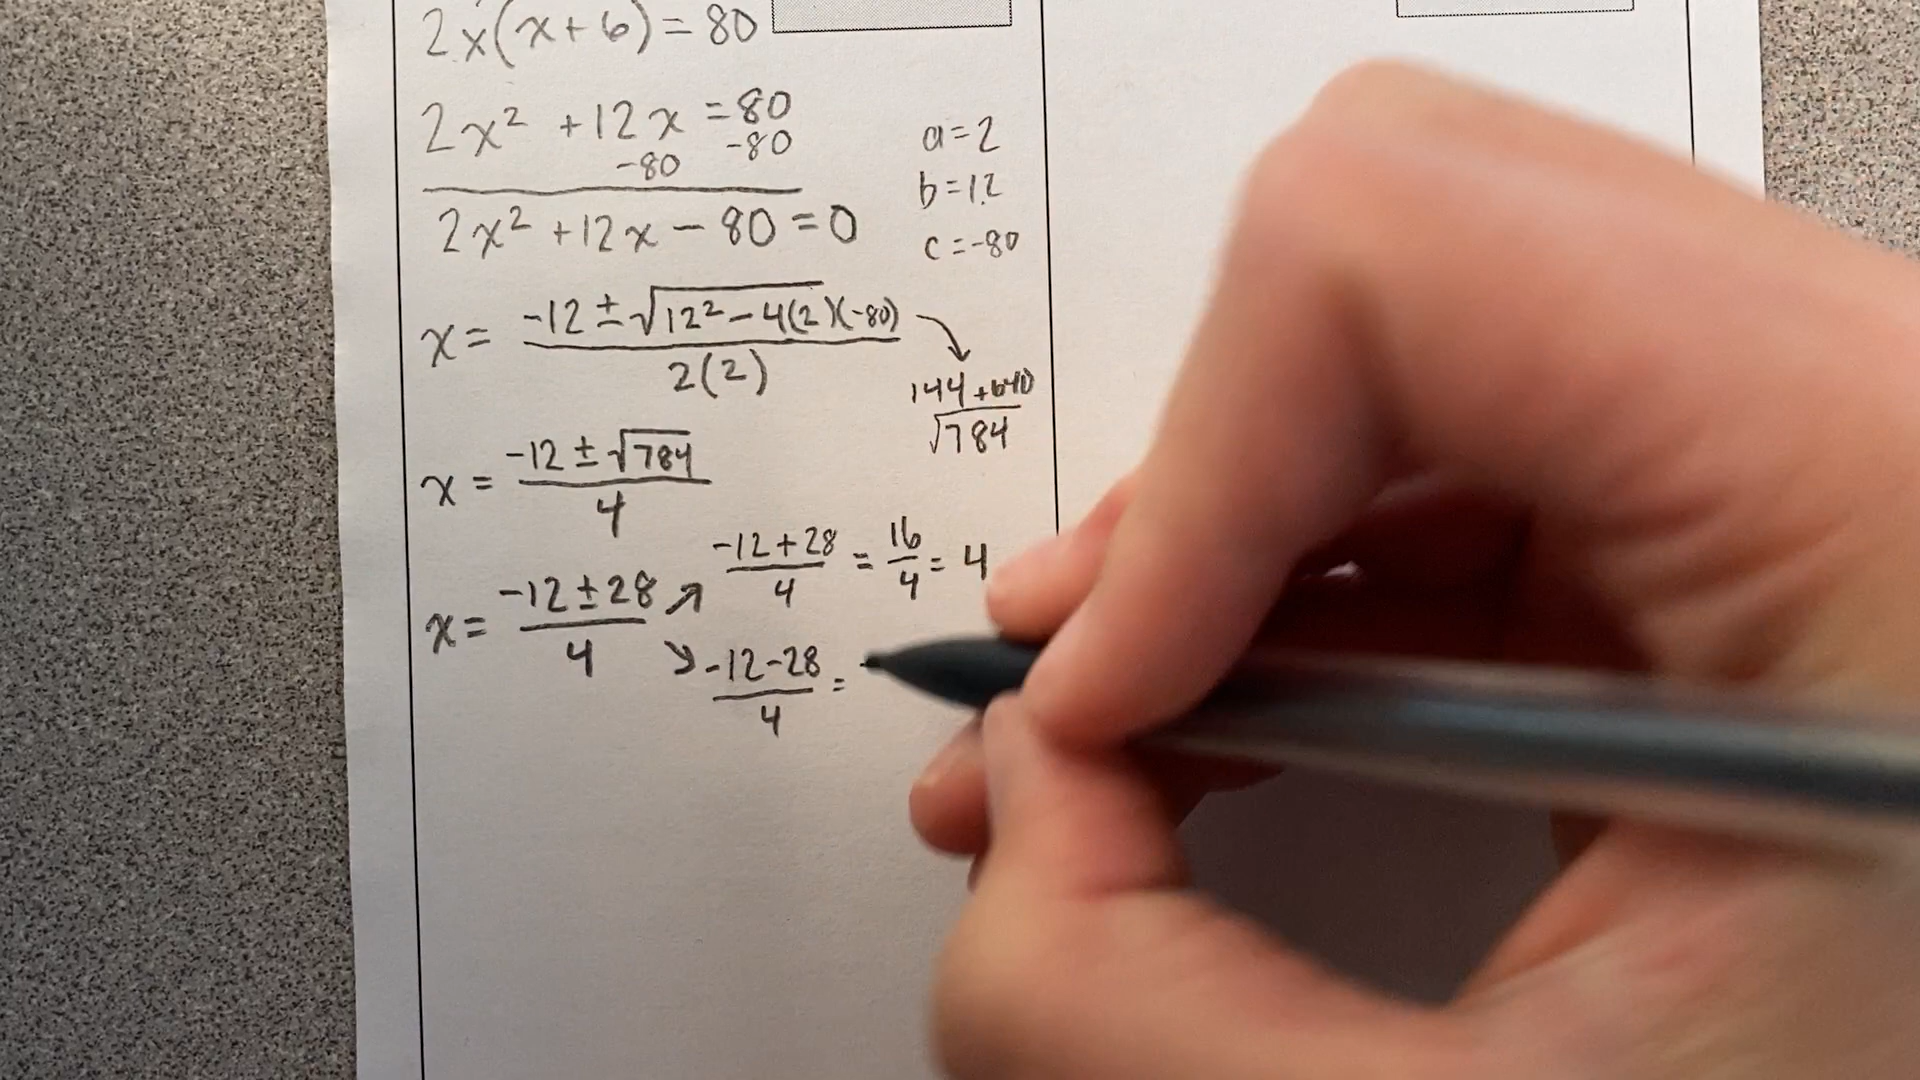 2x(x+6)=80
2x² +12x =80
-80 -80
2x² +12x - 80 = 0
a=2
b=12
c=-80
x = -12 ± √12² - 4(2)(-80)
2(2)
144 +640
√784
x = -12 ± √784
4
x = -12 ± 28
4
-12+28 = 16 = 4
4 4
-12-28 = -
4